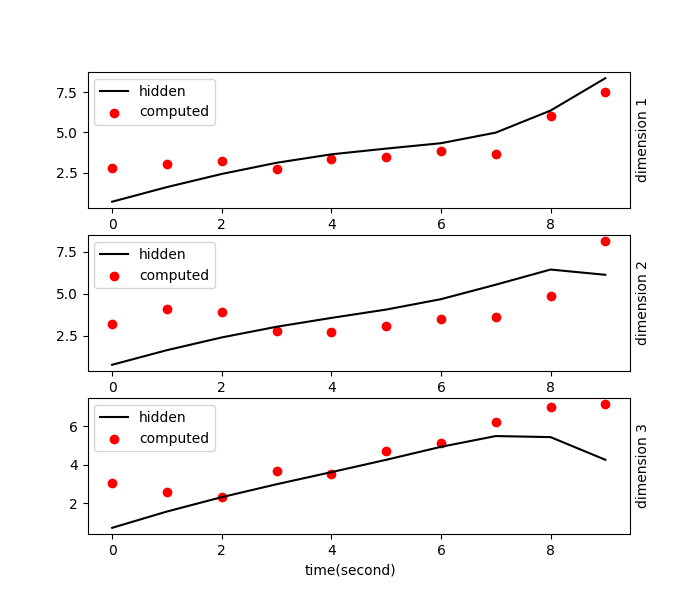 hidden
computed
7.5
5.0
2.5
0 2 4 6 8
dimension 1
hidden
computed
7.5
5.0
2.5
0 2 4 6 8
dimension 2
hidden
computed
6
4
2
0 2 4 6 8
dimension 3
time(second)